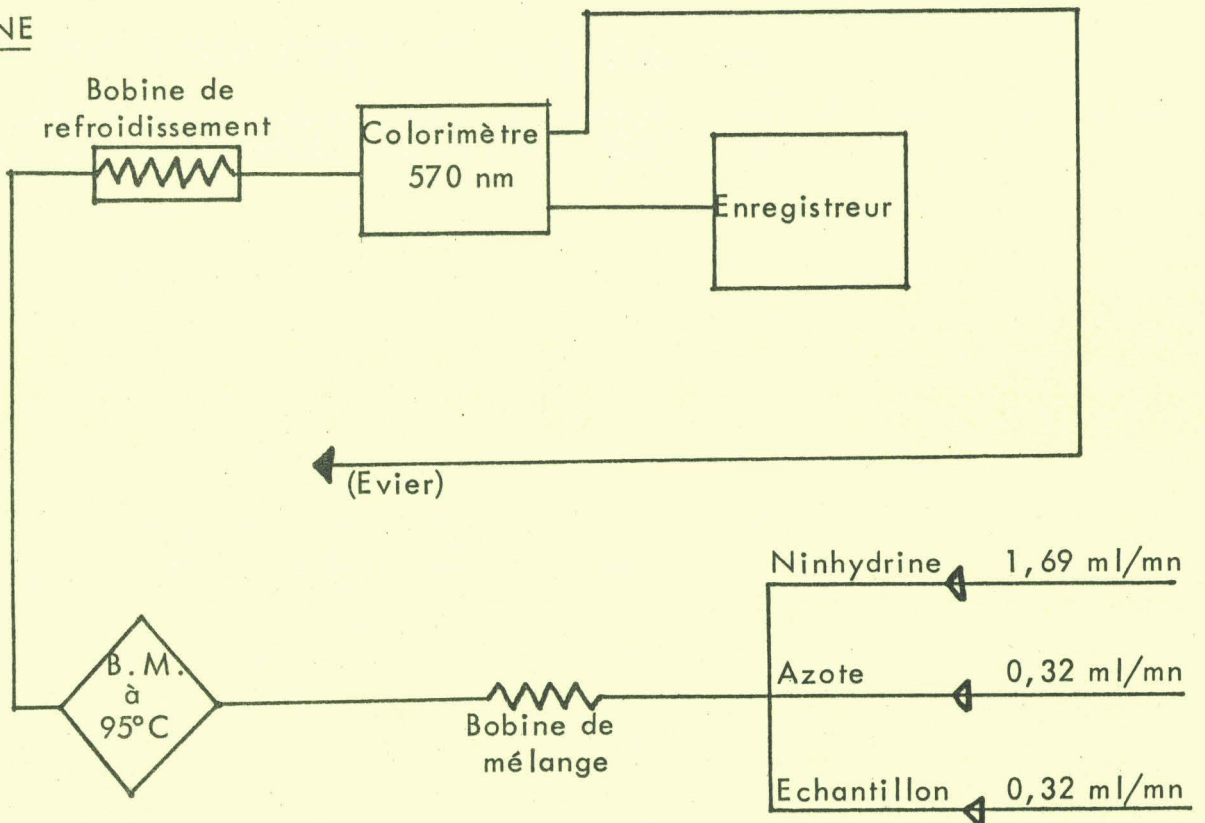 Bobine de
refroidissement
Colorimètre
570 nm
Enregistreur
(Evier)
Ninhydrine 1,69 ml/mn
Azote 0,32 ml/mn
Echantillon 0,32 ml/mn
B.M.
à
95°C
Bobine de
mélange